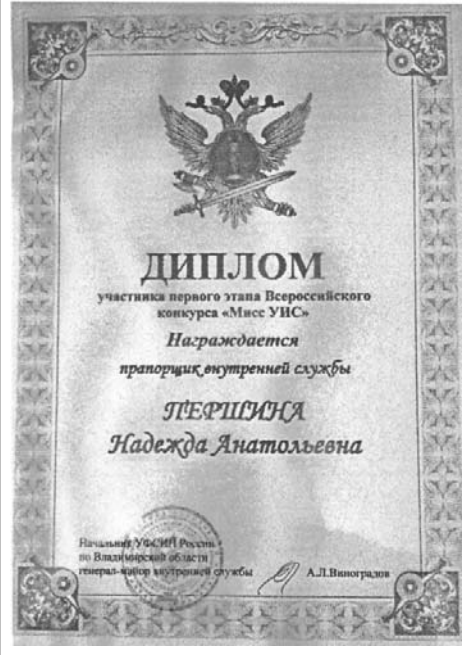 ДИПЛОМ
участника первого этапа Всероссийского
конкурса «Мисс УИС»
Награждается
прапорщик внутренней службы
ПЕРШИНА
Надежда Анатольевна
Начальник УФСИН России
по Владимирской области
генерал-майор внутренней службы А.Л.Виноградов